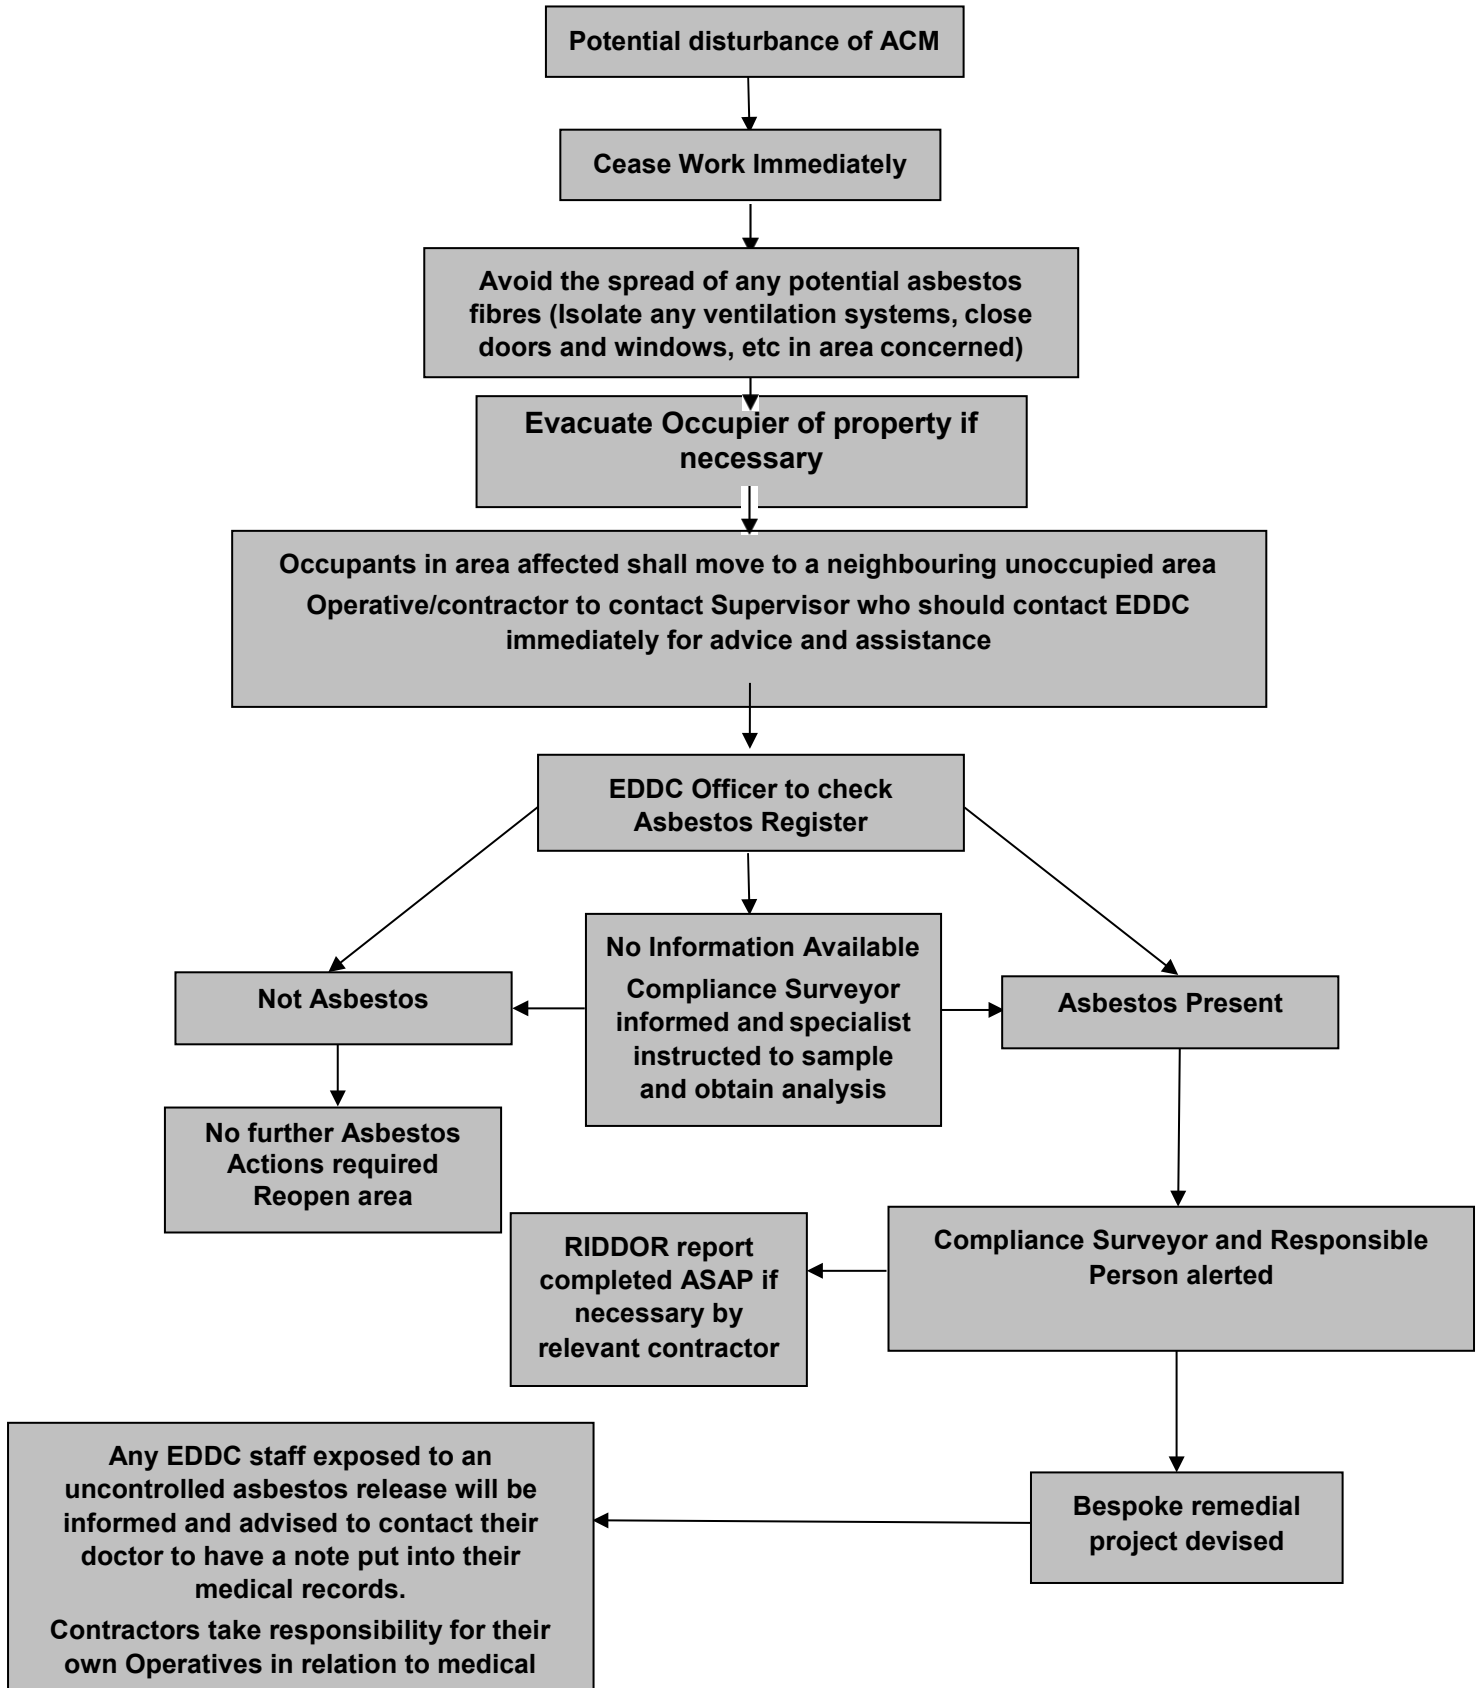 Potential disturbance of ACM
Cease Work Immediately
Avoid the spread of any potential asbestos
fibres (Isolate any ventilation systems, close
doors and windows, etc in area concerned)
Evacuate Occupier of property if
necessary
Occupants in area affected shall move to a neighbouring unoccupied area
Operative/contractor to contact Supervisor who should contact EDDC
immediately for advice and assistance
EDDC Officer to check
Asbestos Register
No Information Available
Compliance Surveyor
informed and specialist
instructed to sample
and obtain analysis
Not Asbestos
Asbestos Present
No further Asbestos
Actions required
Reopen area
RIDDOR report
completed ASAP if
necessary by
relevant contractor
Compliance Surveyor and Responsible
Person alerted
Any EDDC staff exposed to an
uncontrolled asbestos release will be
informed and advised to contact their
doctor to have a note put into their
medical records.
Contractors take responsibility for their
own Operatives in relation to medical
Bespoke remedial
project devised